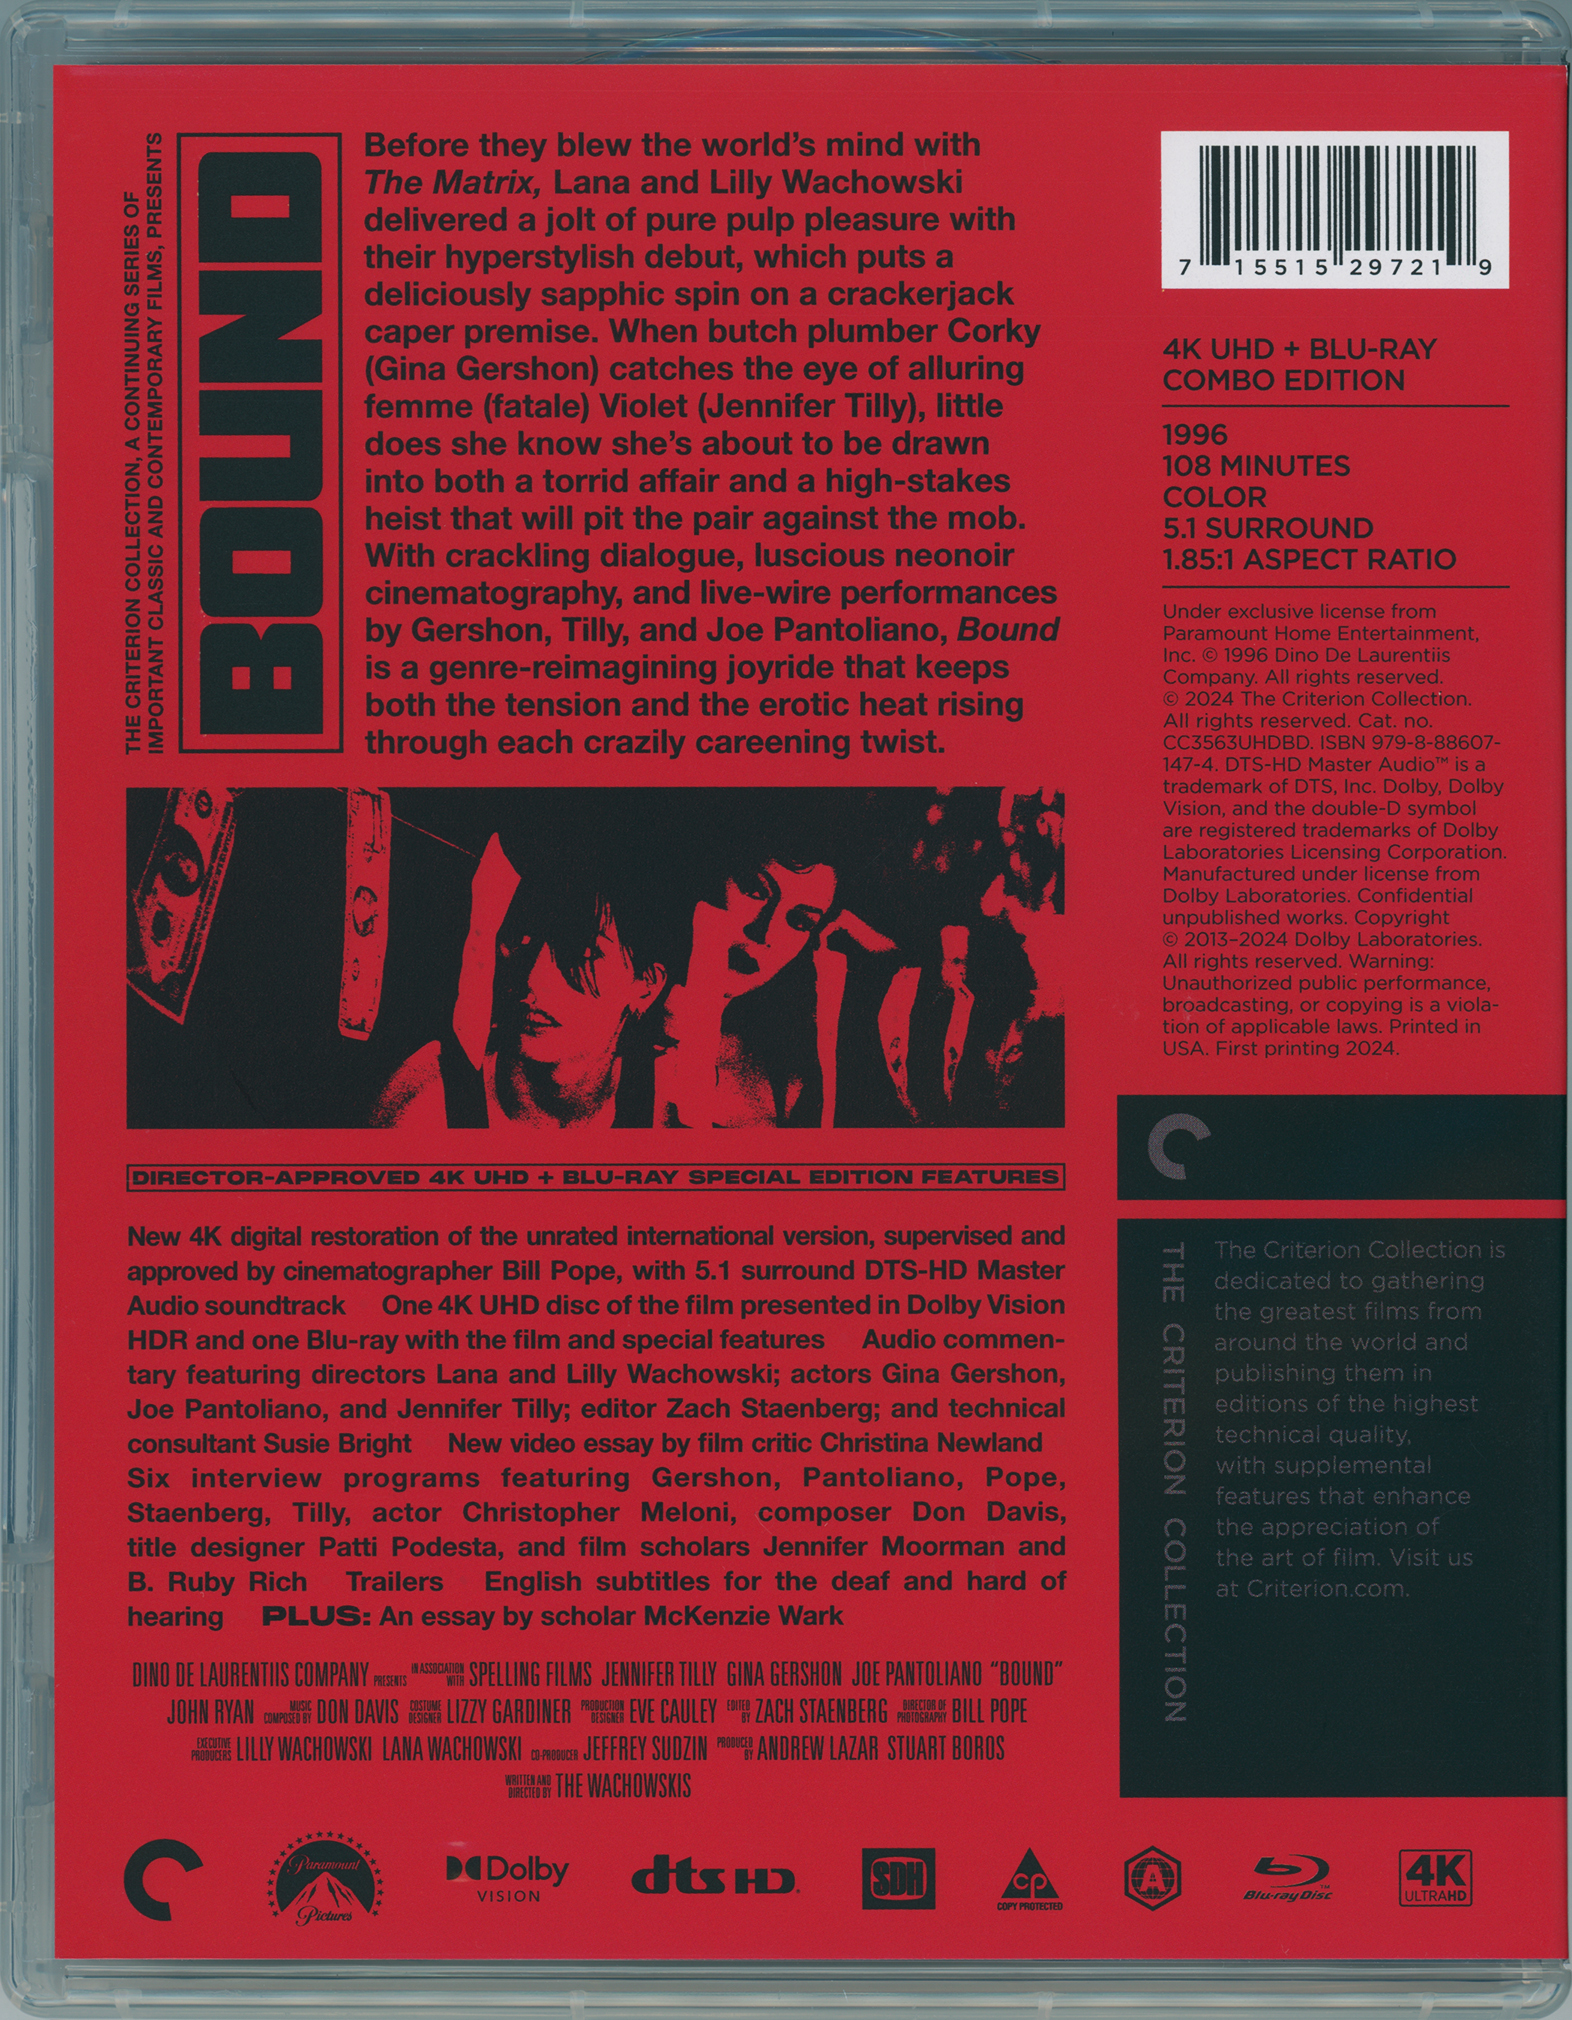 THE CRITERION COLLECTION, A CONTINUING SERIES OF
IMPORTANT CLASSIC AND CONTEMPORARY FILMS, PRESENTS
BOUND
Before they blew the world’s mind with
The Matrix, Lana and Lilly Wachowski
delivered a jolt of pure pulp pleasure with
their hyperstylish debut, which puts a
deliciously sapphic spin on a crackerjack
caper premise. When butch plumber Corky
(Gina Gershon) catches the eye of alluring
femme (fatale) Violet (Jennifer Tilly), little
does she know she’s about to be drawn
into both a torrid affair and a high-stakes
heist that will pit the pair against the mob.
With crackling dialogue, luscious neonoir
cinematography, and live-wire performances
by Gershon, Tilly, and Joe Pantoliano, Bound
is a genre-reimagining joyride that keeps
both the tension and the erotic heat rising
through each crazily careening twist.
DIRECTOR-APPROVED 4K UHD + BLU-RAY SPECIAL EDITION FEATURES
New 4K digital restoration of the unrated international version, supervised and
approved by cinematographer Bill Pope, with 5.1 surround DTS-HD Master
Audio soundtrack One 4K UHD disc of the film presented in Dolby Vision
HDR and one Blu-ray with the film and special features Audio commen-
tary featuring directors Lana and Lilly Wachowski; actors Gina Gershon,
Joe Pantoliano, and Jennifer Tilly; editor Zach Staenberg; and technical
consultant Susie Bright New video essay by film critic Christina Newland
Six interview programs featuring Gershon, Pantoliano, Pope,
Staenberg, Tilly, actor Christopher Meloni, composer Don Davis,
title designer Patti Podesta, and film scholars Jennifer Moorman and
B. Ruby Rich Trailers English subtitles for the deaf and hard of
hearing PLUS: An essay by scholar McKenzie Wark
DINO DE LAURENTIIS COMPANY PRESENTS IN ASSOCIATION WITH SPELLING FILMS JENNIFER TILLY GINA GERSHON JOE PANTOLIANO “BOUND”
JOHN RYAN MUSIC COMPOSED BY DON DAVIS COSTUME DESIGNER LIZZY GARDINER PRODUCTION DESIGNER EVE CAULEY EDITED BY ZACH STAENBERG DIRECTOR OF PHOTOGRAPHY BILL POPE
EXECUTIVE PRODUCERS LILLY WACHOWSKI LANA WACHOWSKI CO-PRODUCER JEFFREY SUDZIN PRODUCED BY ANDREW LAZAR STUART BOROS
WRITTEN AND DIRECTED BY THE WACHOWSKIS
7 15515 29721 9
4K UHD + BLU-RAY
COMBO EDITION
1996
108 MINUTES
COLOR
5.1 SURROUND
1.85:1 ASPECT RATIO
Under exclusive license from
Paramount Home Entertainment,
Inc. © 1996 Dino De Laurentiis
Company. All rights reserved.
© 2024 The Criterion Collection.
All rights reserved. Cat. no.
CC3563UHDBD. ISBN 979-8-88607-
147-4. DTS-HD Master Audio™ is a
trademark of DTS, Inc. Dolby, Dolby
Vision, and the double-D symbol
are registered trademarks of Dolby
Laboratories Licensing Corporation.
Manufactured under license from
Dolby Laboratories. Confidential
unpublished works. Copyright
© 2013–2024 Dolby Laboratories.
All rights reserved. Warning:
Unauthorized public performance,
broadcasting, or copying is a viola-
tion of applicable laws. Printed in
USA. First printing 2024.
THE CRITERION COLLECTION
The Criterion Collection is
dedicated to gathering
the greatest films from
around the world and
publishing them in
editions of the highest
technical quality,
with supplemental
features that enhance
the appreciation of
the art of film. Visit us
at Criterion.com.
Paramount
Pictures
Dolby
VISION
dts HD
SDH
CP
COPY PROTECTED
A
Blu-ray Disc™
4K
ULTRA HD